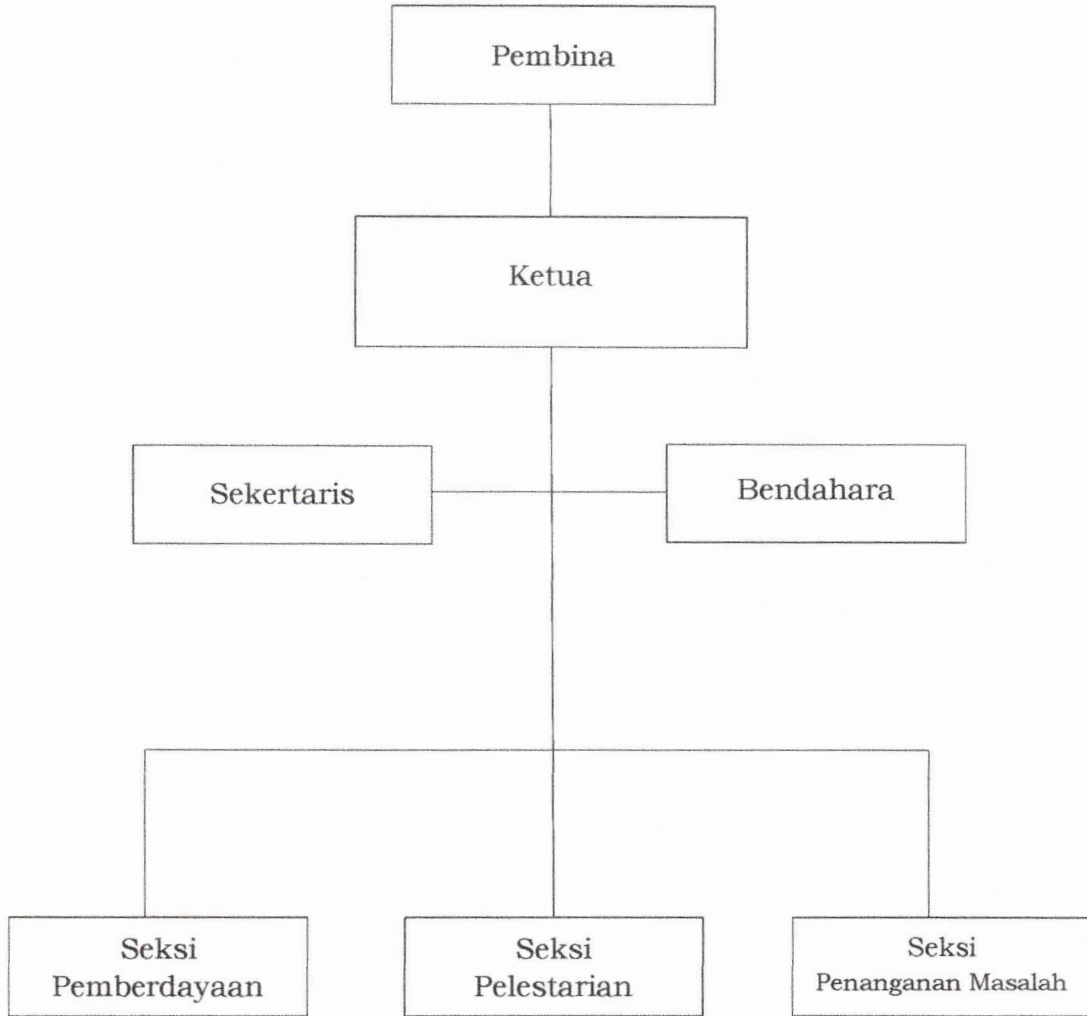 Pembina
Ketua
Sekertaris
Bendahara
Seksi
Pemberdayaan
Seksi
Pelestarian
Seksi
Penanganan Masalah